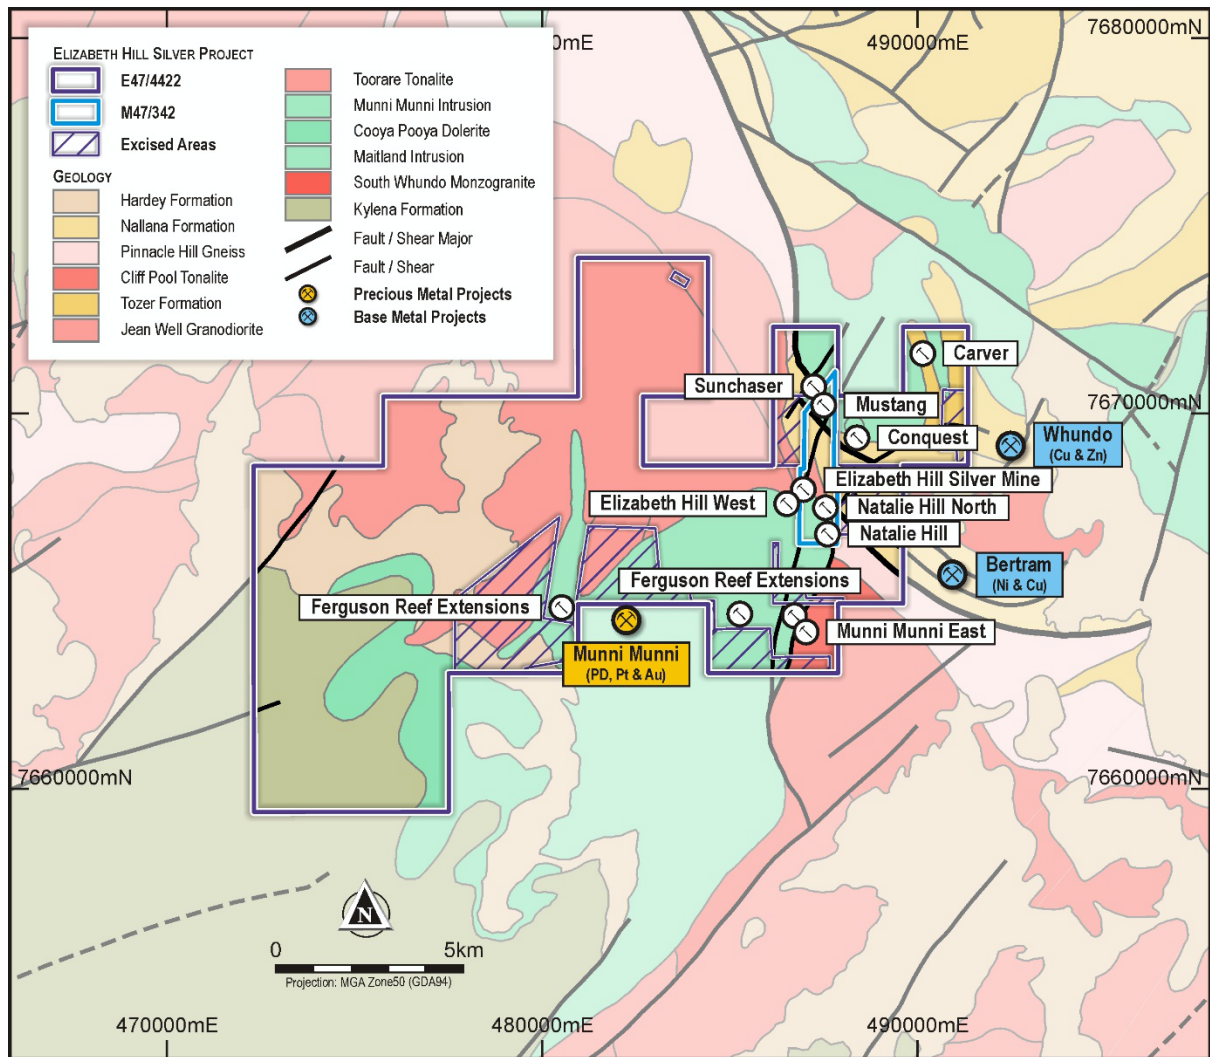 7680000mN
0mE
490000mE
ELIZABETH HILL SILVER PROJECT
E47/4422
M47/342
Excised Areas
GEOLOGY
Hardey Formation
Nallana Formation
Pinnacle Hill Gneiss
Cliff Pool Tonalite
Tozer Formation
Jean Well Granodiorite
Toorare Tonalite
Munni Munni Intrusion
Cooya Pooya Dolerite
Maitland Intrusion
South Whundo Monzogranite
Kylena Formation
Fault / Shear Major
Fault / Shear
Precious Metal Projects
Base Metal Projects
Carver
Sunchaser
Mustang
7670000mN
Conquest
Whundo
(Cu & Zn)
Elizabeth Hill Silver Mine
Elizabeth Hill West
Natalie Hill North
Natalie Hill
Bertram
(Ni & Cu)
Ferguson Reef Extensions
Ferguson Reef Extensions
Munni Munni East
Munni Munni
(PD, Pt & Au)
7660000mN
7660000mN
N
0
5km
Projection: MGA Zone50 (GDA94)
470000mE
480000mE
490000mE